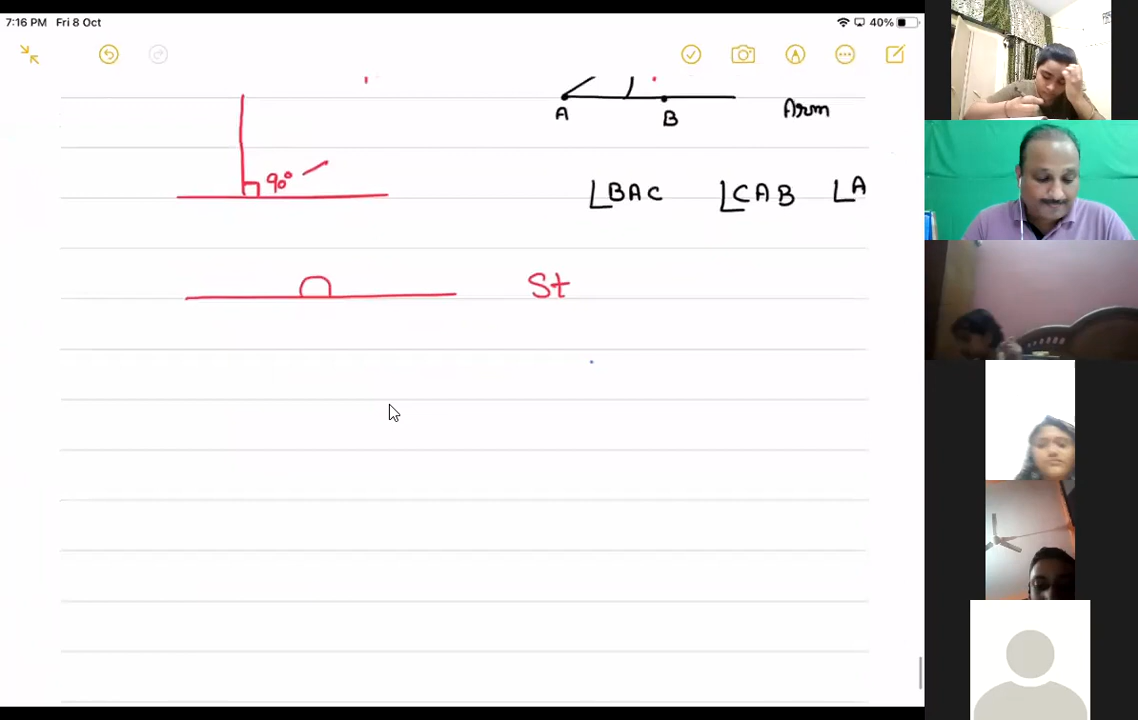 7:16 PM Fri 8 Oct 40%
A B Arm
90°
∠BAC ∠CAB ∠A
St